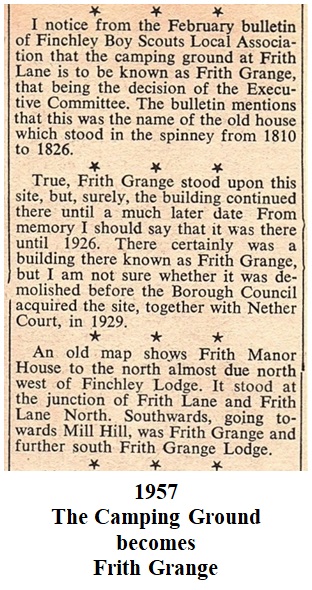 ★ ★ ★
I notice from the February bulletin
of Finchley Boy Scouts Local Associa-
tion that the camping ground at Frith
Lane is to be known as Frith Grange,
that being the decision of the Execu-
tive Committee. The bulletin mentions
that this was the name of the old house
which stood in the spinney from 1810
to 1826.
★ ★ ★
True, Frith Grange stood upon this
site, but, surely, the building continued
there until a much later date From
memory I should say that it was there
until 1926. There certainly was a
building there known as Frith Grange,
but I am not sure whether it was de-
molished before the Borough Council
acquired the site, together with Nether
Court, in 1929.
★ ★ ★
An old map shows Frith Manor
House to the north almost due north
west of Finchley Lodge. It stood at
the junction of Frith Lane and Frith
Lane North. Southwards, going to-
wards Mill Hill, was Frith Grange and
further south Frith Grange Lodge.
★ ★ ★
1957
The Camping Ground
becomes
Frith Grange